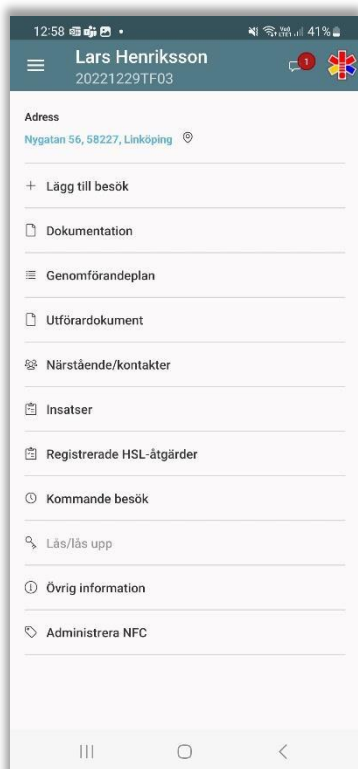 12:58 41%
Lars Henriksson
20221229TF03
1
Adress
Nygatan 56, 58227, Linköping
Lägg till besök
Dokumentation
Genomförandeplan
Utförardokument
Närstående/kontakter
Insatser
Registrerade HSL-åtgärder
Kommande besök
Lås/lås upp
Övrig information
Administrera NFC